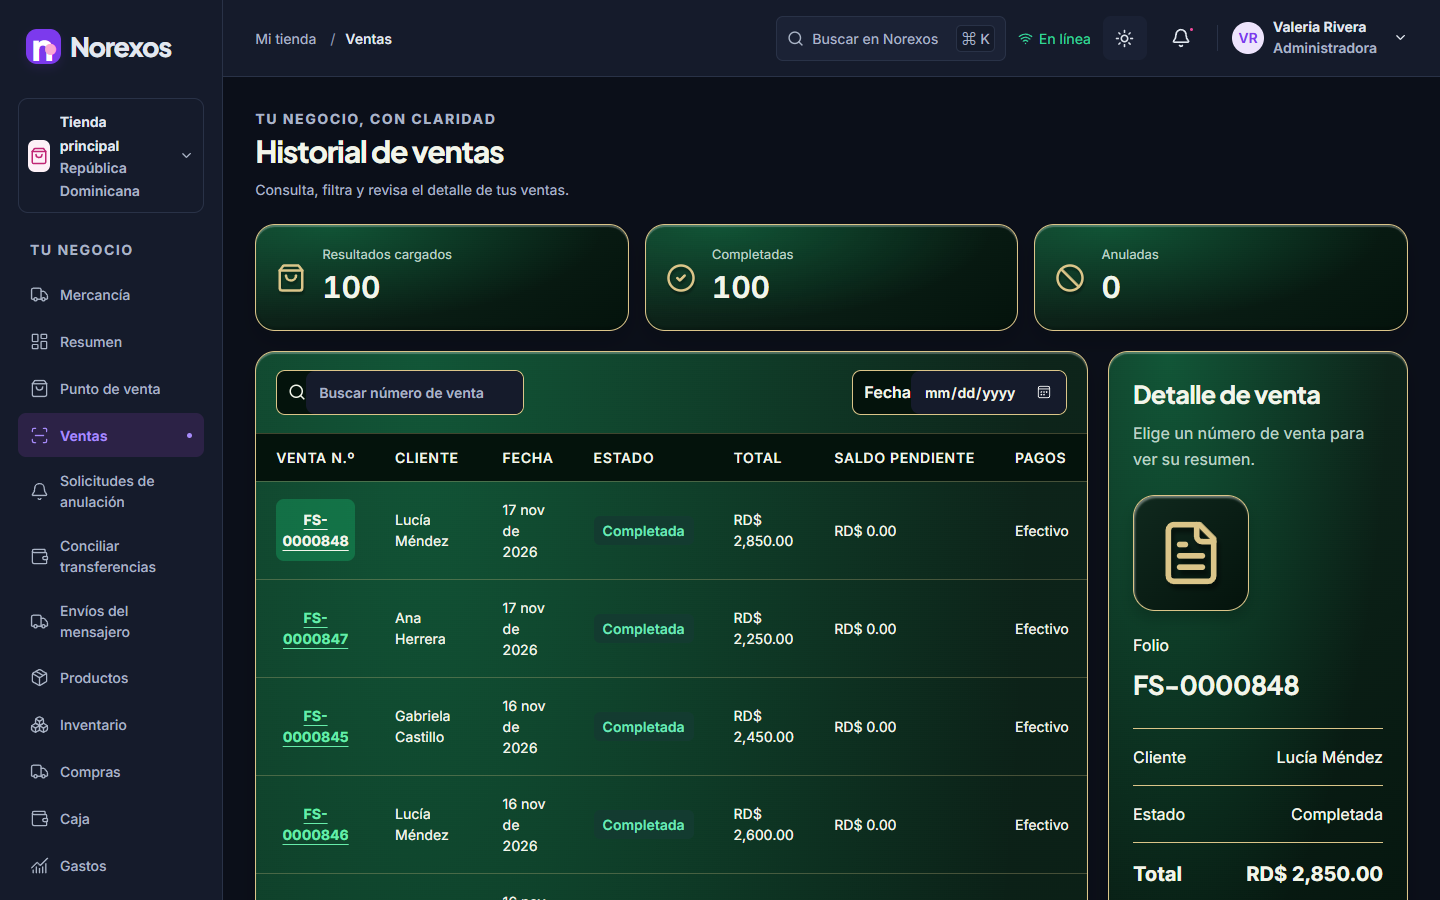 Norexos
Mi tienda / Ventas
Buscar en Norexos ⌘ K
En línea
VR
Valeria Rivera
Administradora
Tienda
principal
República
Dominicana
TU NEGOCIO
Mercancía
Resumen
Punto de venta
Ventas
Solicitudes de
anulación
Conciliar
transferencias
Envíos del
mensajero
Productos
Inventario
Compras
Caja
Gastos
TU NEGOCIO, CON CLARIDAD
Historial de ventas
Consulta, filtra y revisa el detalle de tus ventas.
Resultados cargados
100
Completadas
100
Anuladas
0
Buscar número de venta
Fecha mm/dd/yyyy
VENTA N.º CLIENTE FECHA ESTADO TOTAL SALDO PENDIENTE PAGOS
FS-
0000848
Lucía
Méndez
17 nov
de
2026
Completada
RD$
2,850.00
RD$ 0.00
Efectivo
FS-
0000847
Ana
Herrera
17 nov
de
2026
Completada
RD$
2,250.00
RD$ 0.00
Efectivo
FS-
0000845
Gabriela
Castillo
16 nov
de
2026
Completada
RD$
2,450.00
RD$ 0.00
Efectivo
FS-
0000846
Lucía
Méndez
16 nov
de
2026
Completada
RD$
2,600.00
RD$ 0.00
Efectivo
Detalle de venta
Elige un número de venta para
ver su resumen.
Folio
FS-0000848
Cliente Lucía Méndez
Estado Completada
Total RD$ 2,850.00